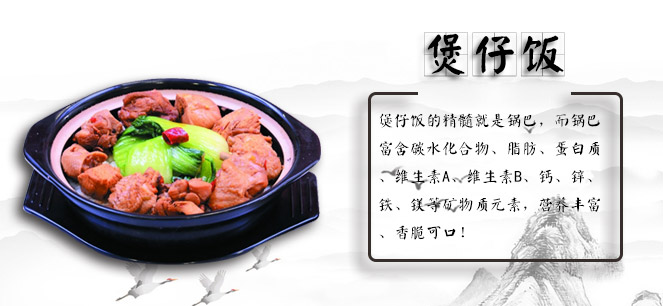 煲仔饭
煲仔饭的精髓就是锅巴，而锅巴
富含碳水化合物、脂肪、蛋白质
、维生素A、维生素B、钙、锌、
铁、镁等矿物质元素，营养丰富
、香脆可口！